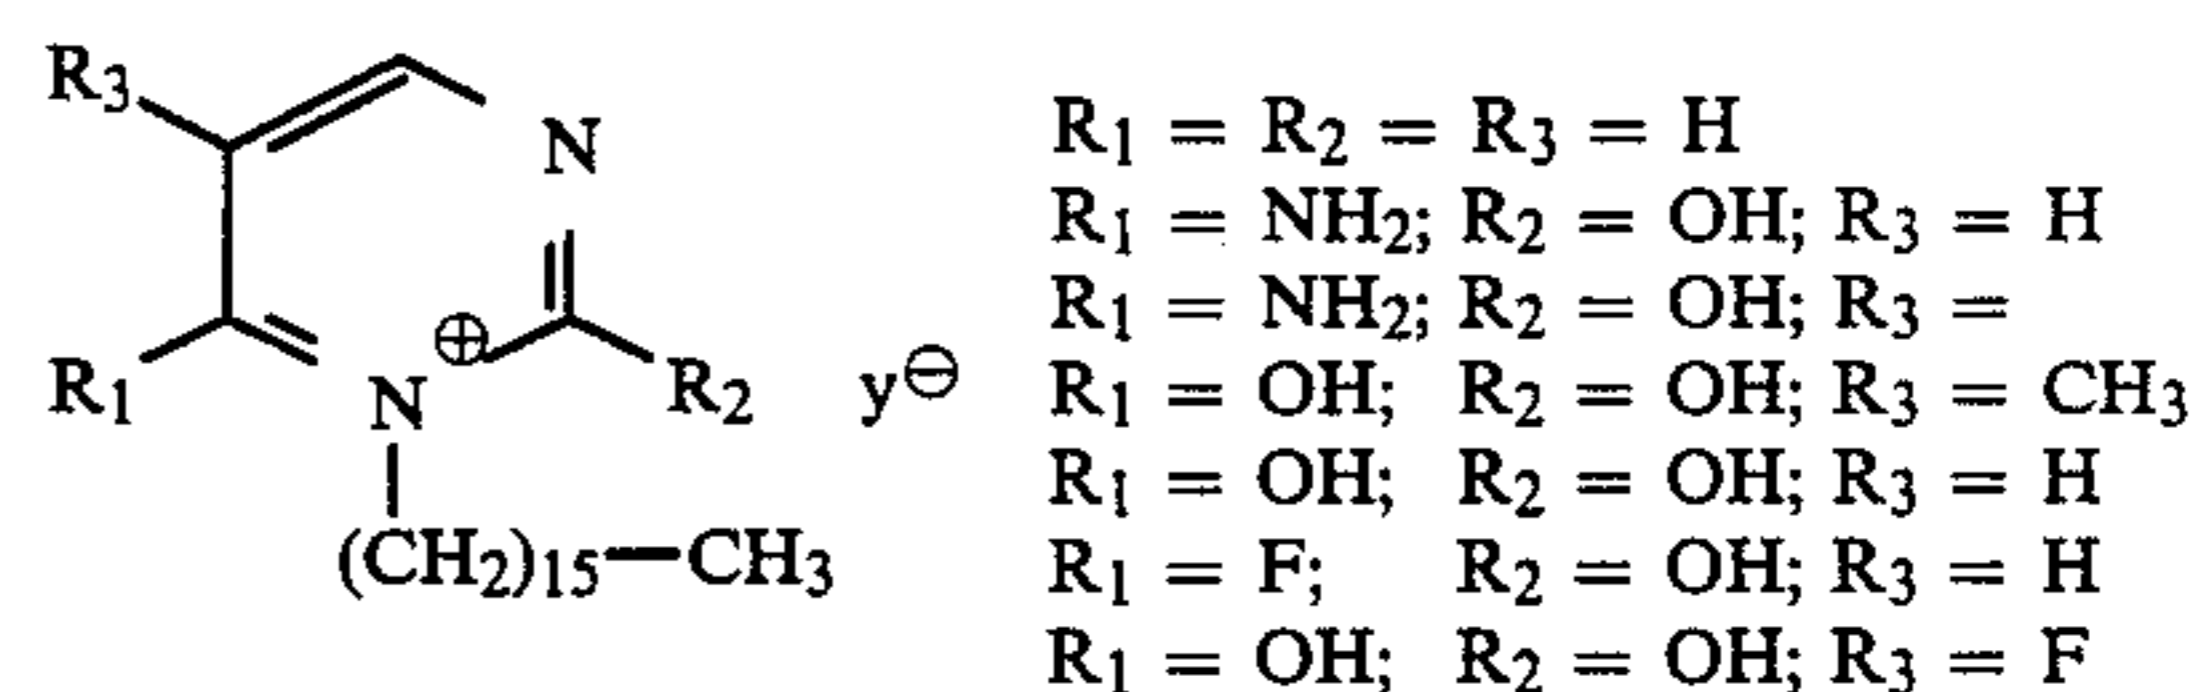 R3
N
R1
N ⊕
R2
y⊖
(CH2)15—CH3
R1 = R2 = R3 = H
R1 = NH2; R2 = OH; R3 = H
R1 = NH2; R2 = OH; R3 =
R1 = OH; R2 = OH; R3 = CH3
R1 = OH; R2 = OH; R3 = H
R1 = F; R2 = OH; R3 = H
R1 = OH; R2 = OH; R3 = F